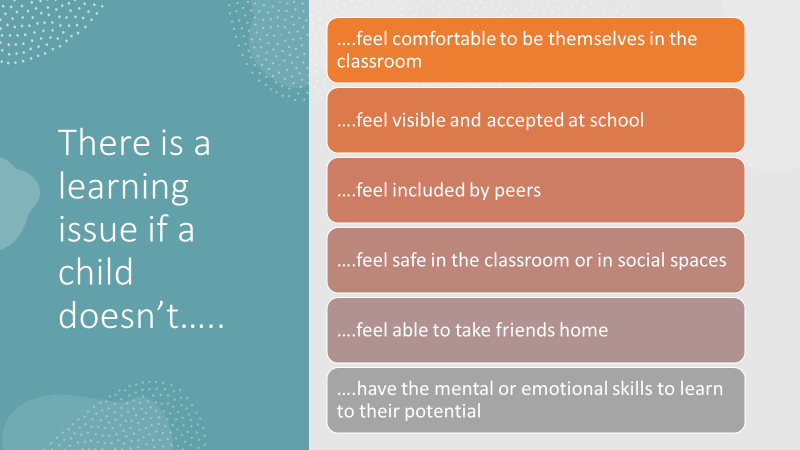 There is a
learning
issue if a
child
doesn’t…..
….feel comfortable to be themselves in the
classroom
….feel visible and accepted at school
….feel included by peers
….feel safe in the classroom or in social spaces
….feel able to take friends home
….have the mental or emotional skills to learn
to their potential